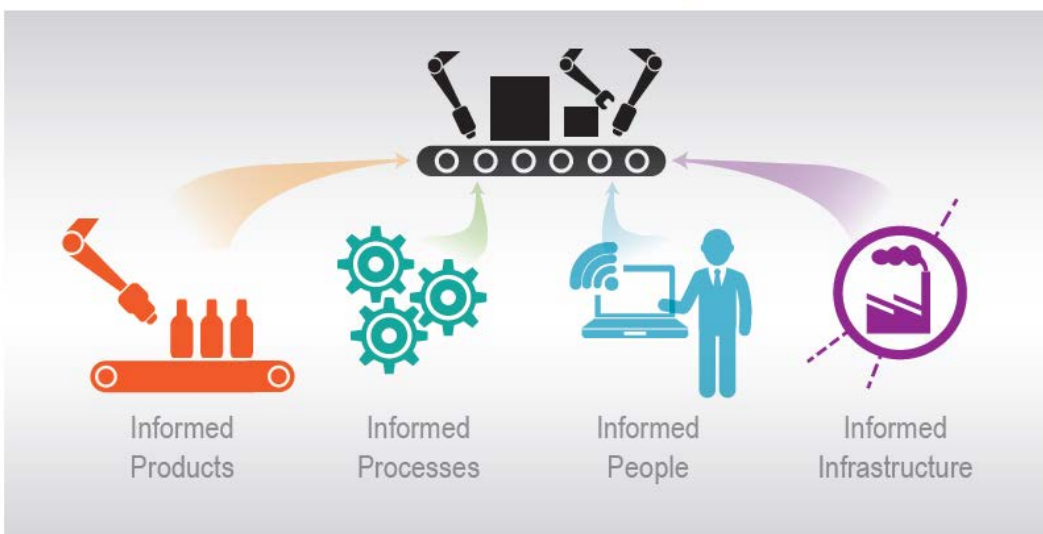 Informed
Products
Informed
Processes
Informed
People
Informed
Infrastructure